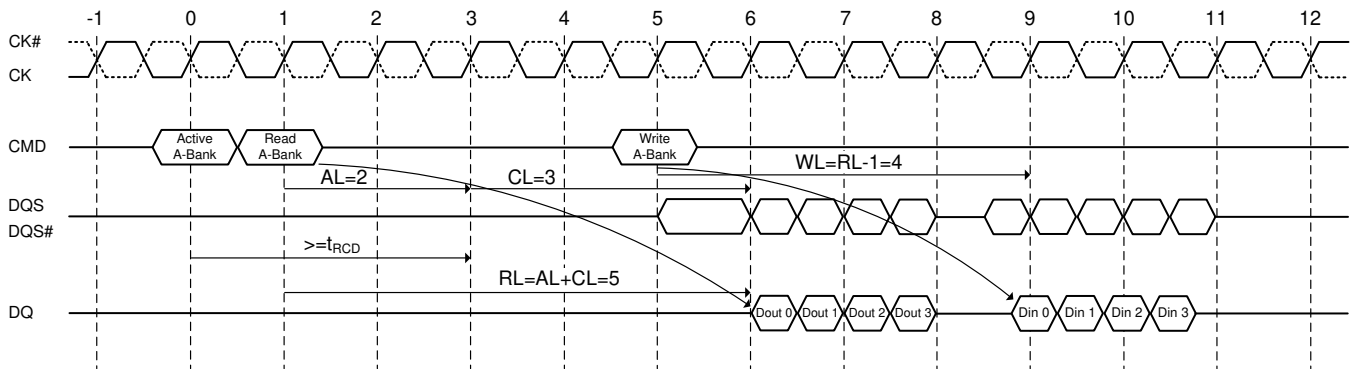 -1 0 1 2 3 4 5 6 7 8 9 10 11 12
CK#
CK
CMD
Active
A-Bank
Read
A-Bank
Write
A-Bank
WL=RL-1=4
AL=2
CL=3
DQS
DQS#
>=tRCD
RL=AL+CL=5
DQ
Dout 0 Dout 1 Dout 2 Dout 3 Din 0 Din 1 Din 2 Din 3